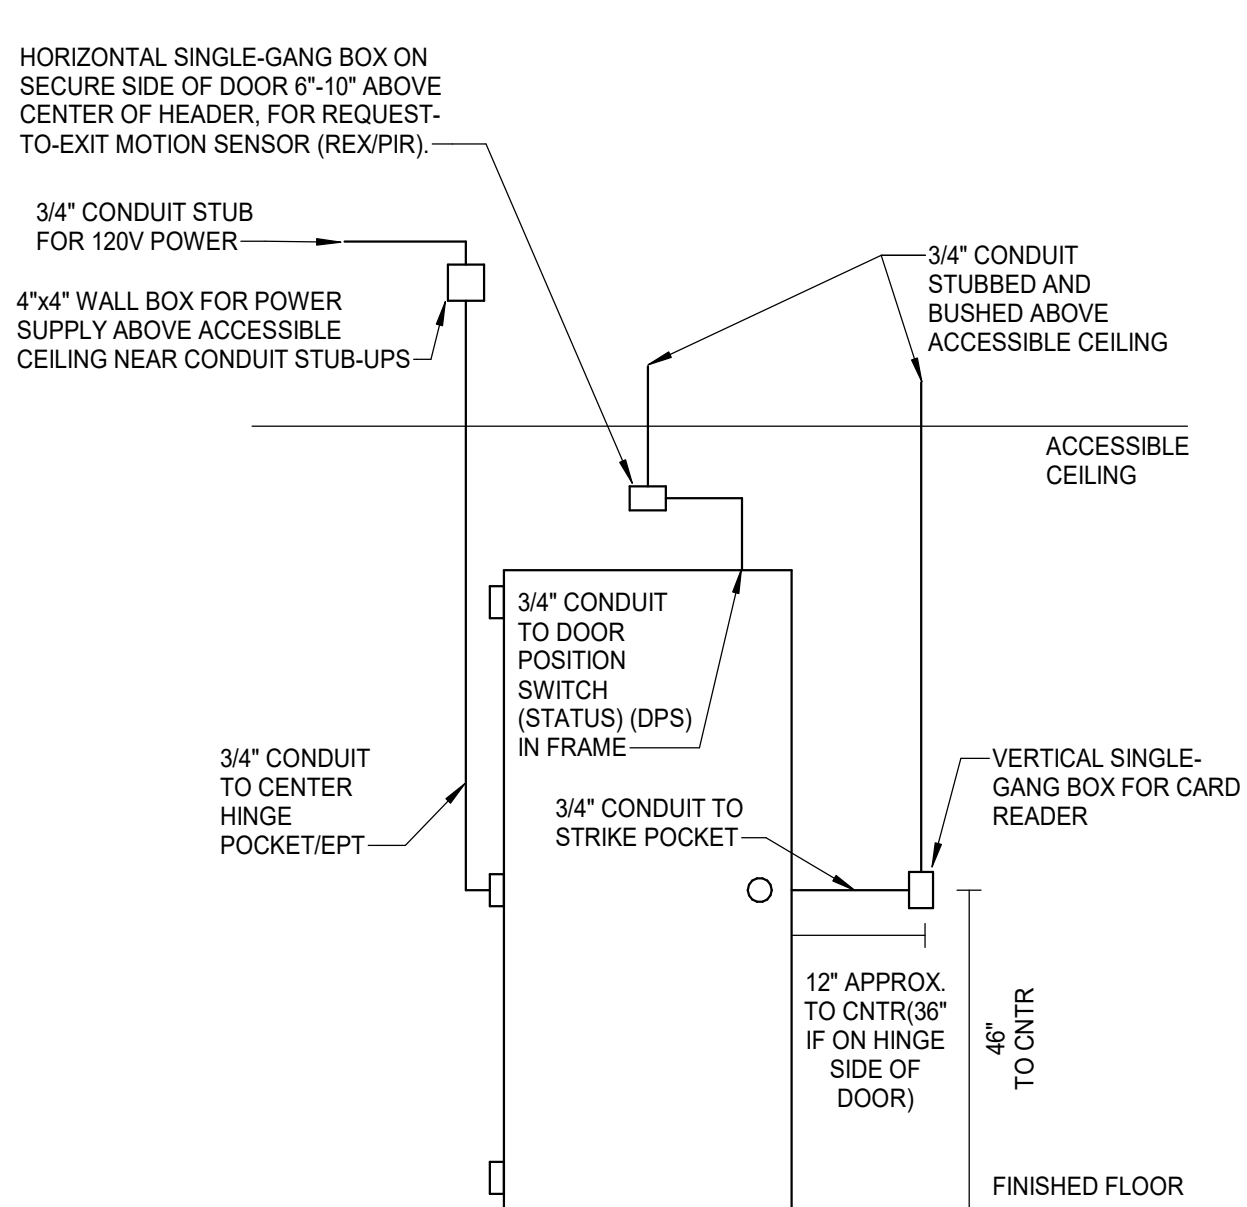 HORIZONTAL SINGLE-GANG BOX ON
SECURE SIDE OF DOOR 6"-10" ABOVE
CENTER OF HEADER, FOR REQUEST-
TO-EXIT MOTION SENSOR (REX/PIR).
3/4" CONDUIT STUB
FOR 120V POWER
4"x4" WALL BOX FOR POWER
SUPPLY ABOVE ACCESSIBLE
CEILING NEAR CONDUIT STUB-UPS
3/4" CONDUIT
STUBBED AND
BUSHED ABOVE
ACCESSIBLE CEILING
ACCESSIBLE
CEILING
3/4" CONDUIT
TO DOOR
POSITION
SWITCH
(STATUS) (DPS)
IN FRAME
3/4" CONDUIT
TO CENTER
HINGE
POCKET/EPT
3/4" CONDUIT TO
STRIKE POCKET
VERTICAL SINGLE-
GANG BOX FOR CARD
READER
12" APPROX.
TO CNTR(36"
IF ON HINGE
SIDE OF
DOOR)
46"
TO CNTR
FINISHED FLOOR